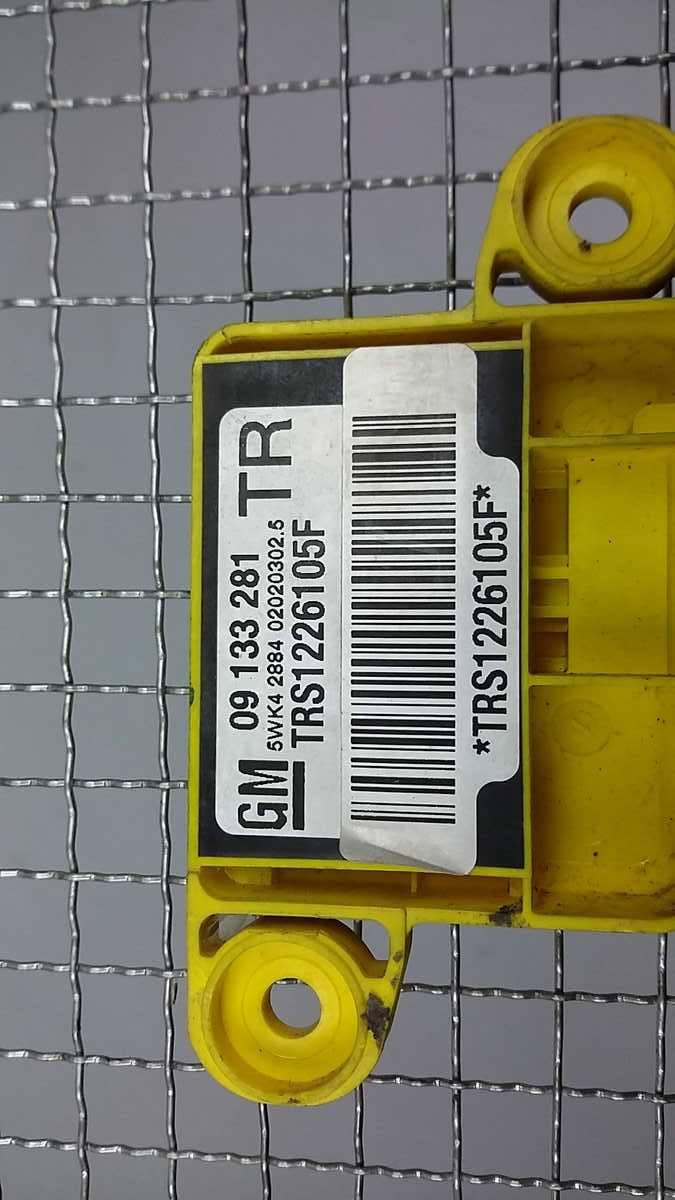 GM 09 133 281 TR
5WK4 2884 02020302.5
TRS1226105F
*TRS1226105F*